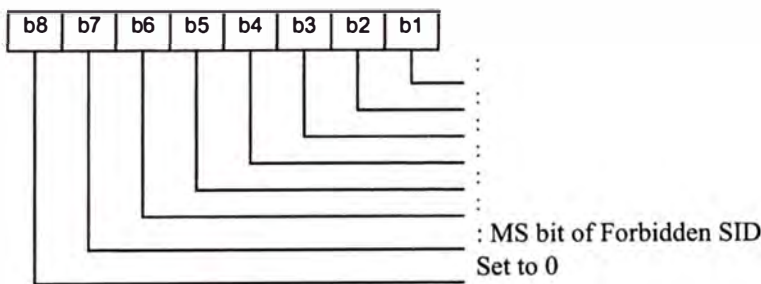 b8 b7 b6 b5 b4 b3 b2 b1
:
:
:
:
:
:
: MS bit of Forbidden SID
Set to 0